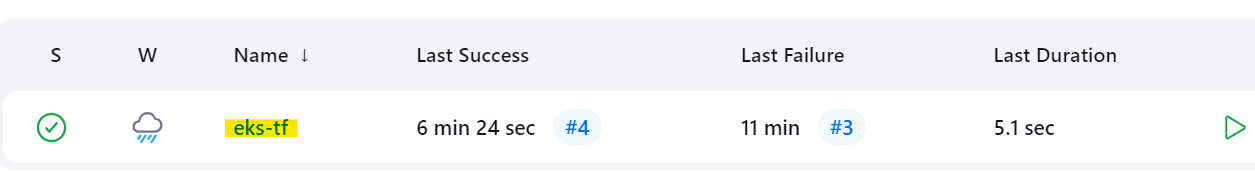 S W Name ↓ Last Success Last Failure Last Duration
eks-tf 6 min 24 sec #4 11 min #3 5.1 sec